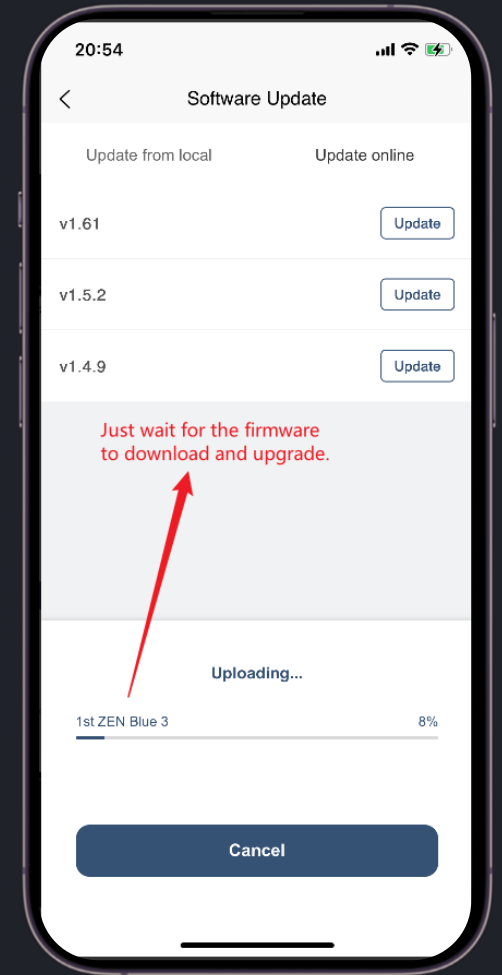 20:54
Software Update
Update from local Update online
v1.61 Update
v1.5.2 Update
v1.4.9 Update
Just wait for the firmware
to download and upgrade.
Uploading...
1st ZEN Blue 3 8%
Cancel